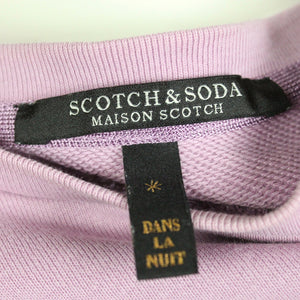 SCOTCH & SODA
MAISON SCOTCH
*
DANS
LA
NUIT